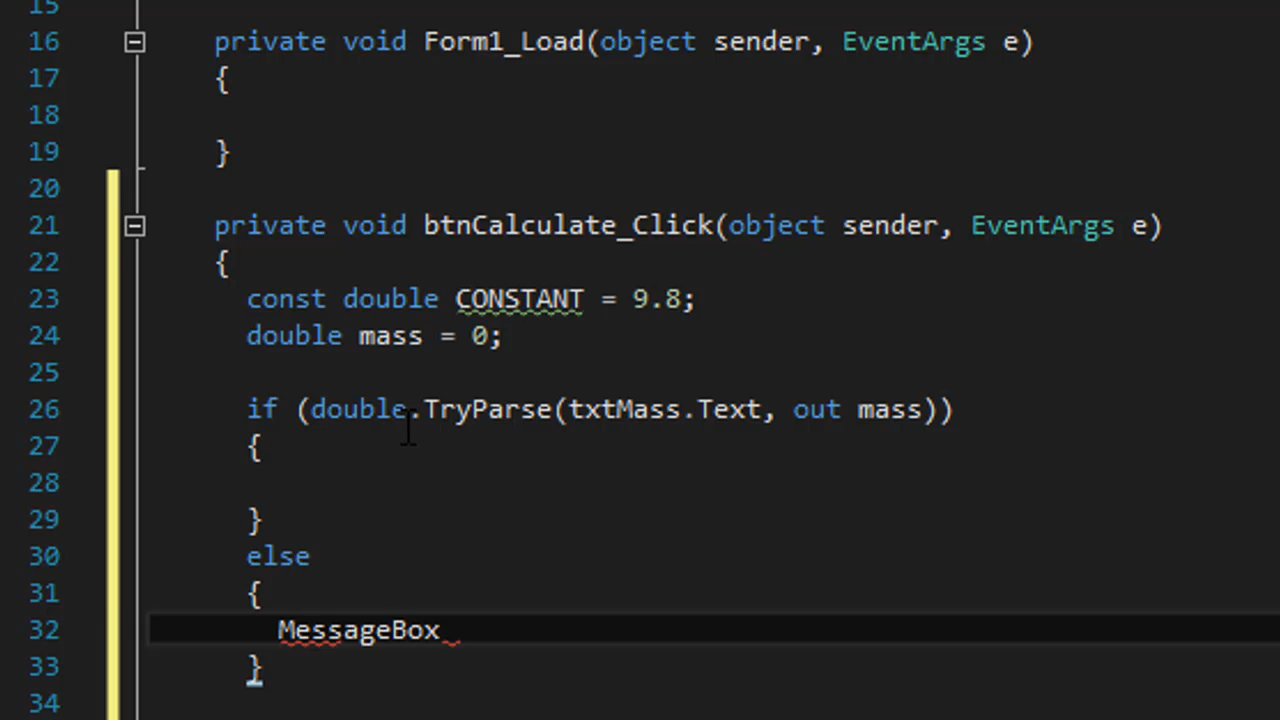 15
16 private void Form1_Load(object sender, EventArgs e)
17 {
18
19 }
20
21 private void btnCalculate_Click(object sender, EventArgs e)
22 {
23 const double CONSTANT = 9.8;
24 double mass = 0;
25
26 if (double.TryParse(txtMass.Text, out mass))
27 {
28
29 }
30 else
31 {
32 MessageBox
33 }
34